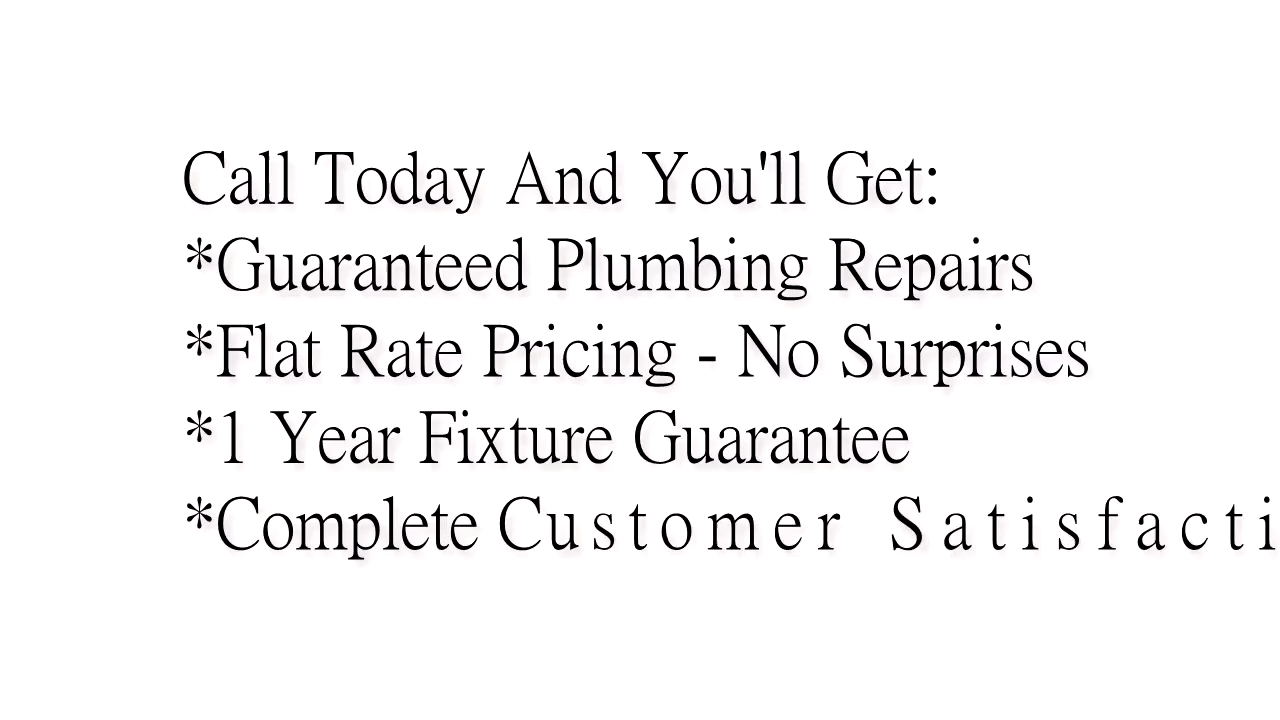 Call Today And You'll Get:
*Guaranteed Plumbing Repairs
*Flat Rate Pricing - No Surprises
*1 Year Fixture Guarantee
*Complete Customer Satisfacti